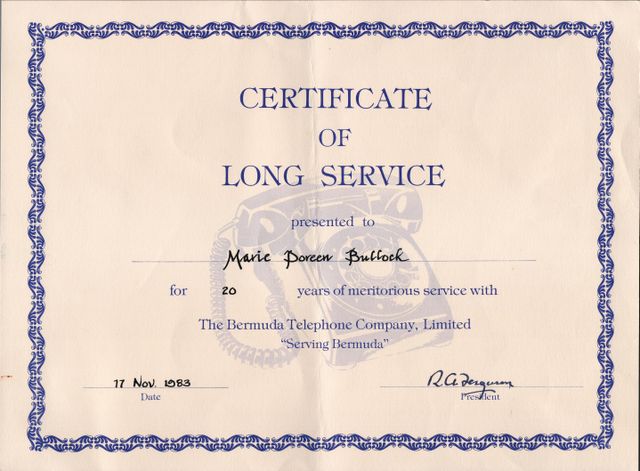 CERTIFICATE
OF
LONG SERVICE
presented to
Marie Doreen Bullock
for 20 years of meritorious service with
The Bermuda Telephone Company, Limited
"Serving Bermuda"
17 Nov. 1983 R. A. Ferguson
Date President